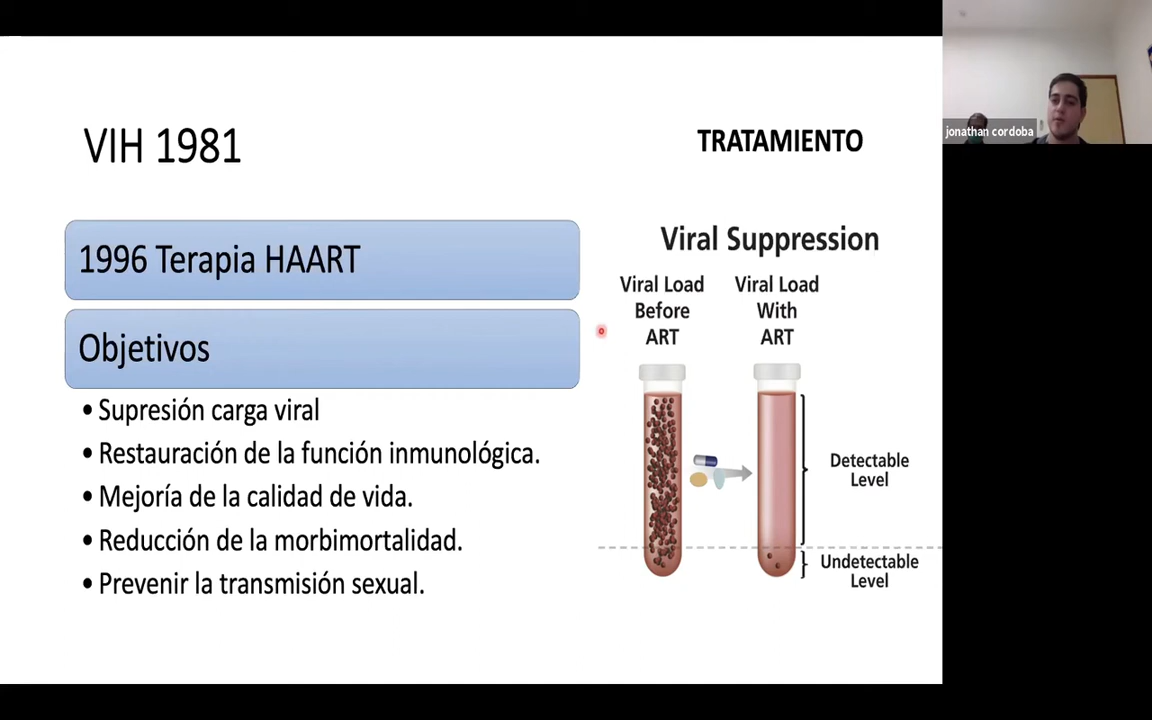 VIH 1981
TRATAMIENTO
1996 Terapia HAART
Objetivos
• Supresión carga viral
• Restauración de la función inmunológica.
• Mejoría de la calidad de vida.
• Reducción de la morbimortalidad.
• Prevenir la transmisión sexual.
Viral Suppression
Viral Load
Before
ART
Viral Load
With
ART
Detectable
Level
Undetectable
Level
jonathan cordoba